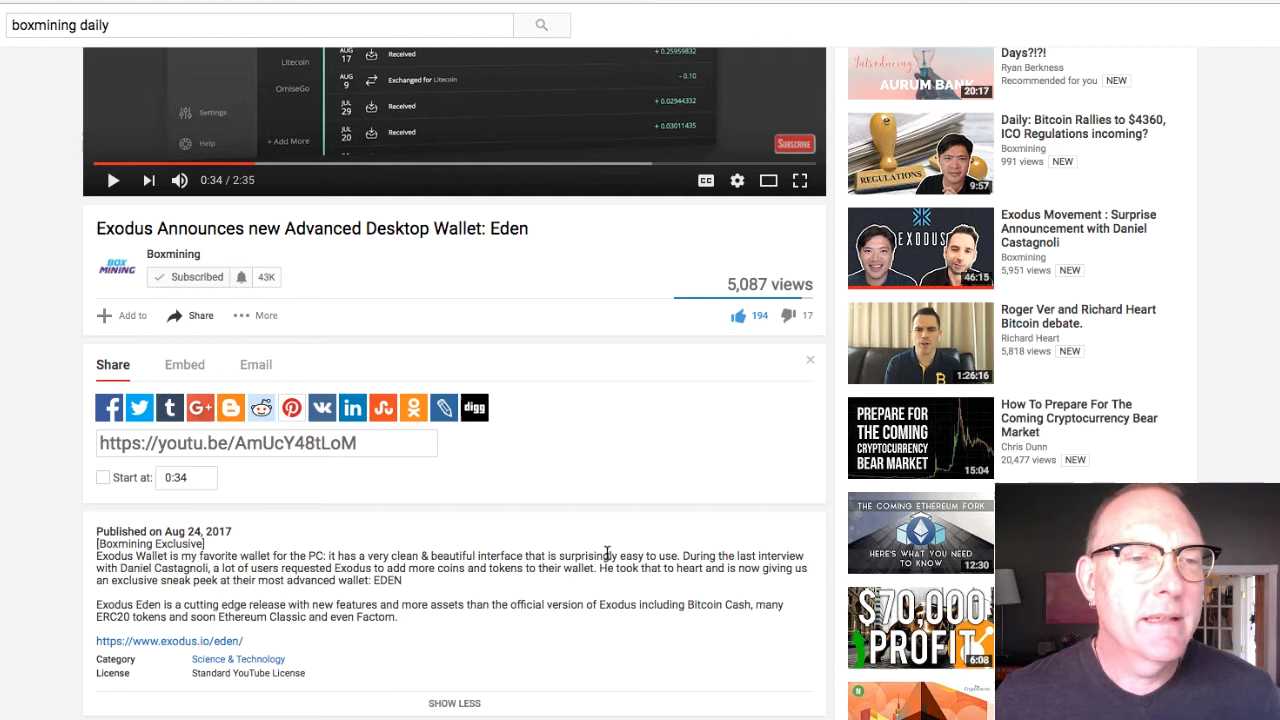 boxmining daily
Litecoin
OmiseGo
Settings
Help
+ Add More
AUG
17
Received
+ 0.25959832
AUG
9
Exchanged for Litecoin
- 0.10
JUL
29
Received
+ 0.02944332
JUL
20
Received
+ 0.03011435
SUBSCRIBE
0:34 / 2:35
CC
Exodus Announces new Advanced Desktop Wallet: Eden
BOX
MINING
Boxmining
Subscribed
43K
5,087 views
Add to
Share
More
194
17
Share
Embed
Email
digg
https://youtu.be/AmUcY48tLoM
Start at:
0:34
Published on Aug 24, 2017
[Boxmining Exclusive]
Exodus Wallet is my favorite wallet for the PC: it has a very clean & beautiful interface that is surprisingly easy to use. During the last interview
with Daniel Castagnoli, a lot of users requested Exodus to add more coins and tokens to their wallet. He took that to heart and is now giving us
an exclusive sneak peek at their most advanced wallet: EDEN
Exodus Eden is a cutting edge release with new features and more assets than the official version of Exodus including Bitcoin Cash, many
ERC20 tokens and soon Ethereum Classic and even Factom.
https://www.exodus.io/eden/
Category
Science & Technology
License
Standard YouTube License
SHOW LESS
Introducing
AURUM BANK
20:17
Days?!?!
Ryan Berkness
Recommended for you
NEW
REGULATIONS
9:57
Daily: Bitcoin Rallies to $4360,
ICO Regulations incoming?
Boxmining
991 views
NEW
EXODUS
46:15
Exodus Movement : Surprise
Announcement with Daniel
Castagnoli
Boxmining
5,951 views
NEW
1:26:16
Roger Ver and Richard Heart
Bitcoin debate.
Richard Heart
5,818 views
NEW
PREPARE FOR
THE COMING
CRYPTOCURRENCY
BEAR MARKET
15:04
How To Prepare For The
Coming Cryptocurrency Bear
Market
Chris Dunn
20,477 views
NEW
THE COMING ETHEREUM FORK
HERE'S WHAT YOU NEED
TO KNOW
12:30
$70,000
PROFIT
6:08